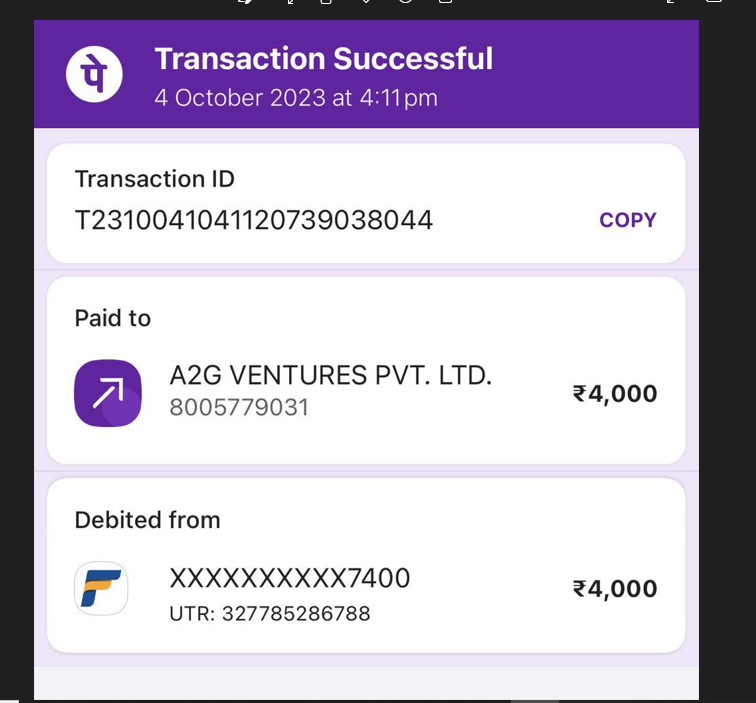 पे
Transaction Successful
4 October 2023 at 4:11pm
Transaction ID
T2310041041120739038044
COPY
Paid to
A2G VENTURES PVT. LTD.
8005779031
₹4,000
Debited from
XXXXXXXXXX7400
UTR: 327785286788
₹4,000